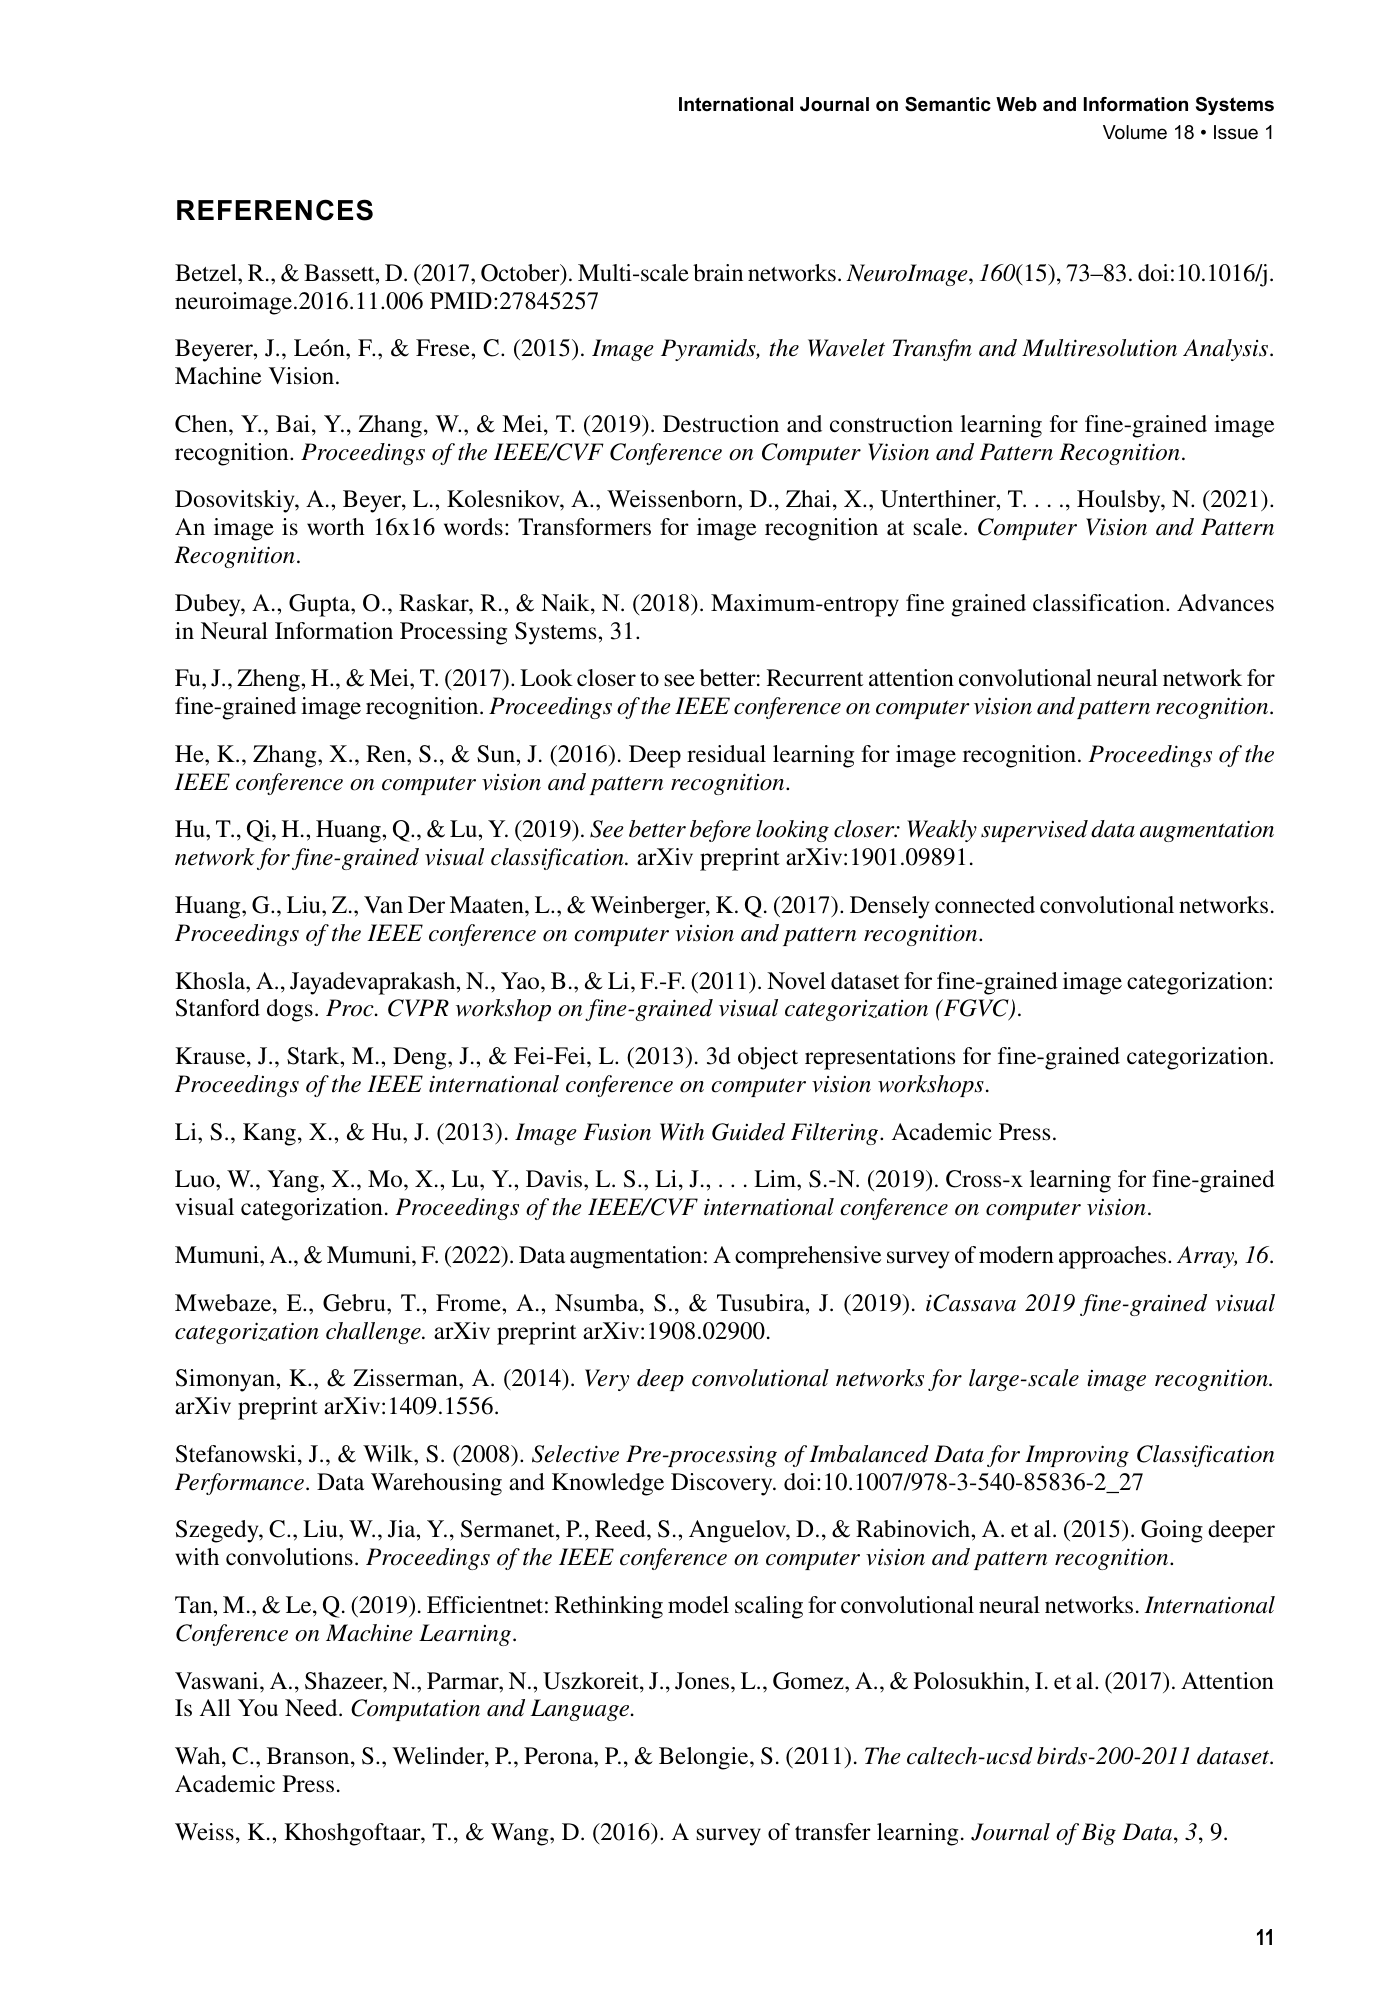 International Journal on Semantic Web and Information Systems
Volume 18 • Issue 1
REFERENCES
Betzel, R., & Bassett, D. (2017, October). Multi-scale brain networks. NeuroImage, 160(15), 73–83. doi:10.1016/j.
neuroimage.2016.11.006 PMID:27845257
Beyerer, J., León, F., & Frese, C. (2015). Image Pyramids, the Wavelet Transfm and Multiresolution Analysis.
Machine Vision.
Chen, Y., Bai, Y., Zhang, W., & Mei, T. (2019). Destruction and construction learning for fine-grained image
recognition. Proceedings of the IEEE/CVF Conference on Computer Vision and Pattern Recognition.
Dosovitskiy, A., Beyer, L., Kolesnikov, A., Weissenborn, D., Zhai, X., Unterthiner, T. . . ., Houlsby, N. (2021).
An image is worth 16x16 words: Transformers for image recognition at scale. Computer Vision and Pattern
Recognition.
Dubey, A., Gupta, O., Raskar, R., & Naik, N. (2018). Maximum-entropy fine grained classification. Advances
in Neural Information Processing Systems, 31.
Fu, J., Zheng, H., & Mei, T. (2017). Look closer to see better: Recurrent attention convolutional neural network for
fine-grained image recognition. Proceedings of the IEEE conference on computer vision and pattern recognition.
He, K., Zhang, X., Ren, S., & Sun, J. (2016). Deep residual learning for image recognition. Proceedings of the
IEEE conference on computer vision and pattern recognition.
Hu, T., Qi, H., Huang, Q., & Lu, Y. (2019). See better before looking closer: Weakly supervised data augmentation
network for fine-grained visual classification. arXiv preprint arXiv:1901.09891.
Huang, G., Liu, Z., Van Der Maaten, L., & Weinberger, K. Q. (2017). Densely connected convolutional networks.
Proceedings of the IEEE conference on computer vision and pattern recognition.
Khosla, A., Jayadevaprakash, N., Yao, B., & Li, F.-F. (2011). Novel dataset for fine-grained image categorization:
Stanford dogs. Proc. CVPR workshop on fine-grained visual categorization (FGVC).
Krause, J., Stark, M., Deng, J., & Fei-Fei, L. (2013). 3d object representations for fine-grained categorization.
Proceedings of the IEEE international conference on computer vision workshops.
Li, S., Kang, X., & Hu, J. (2013). Image Fusion With Guided Filtering. Academic Press.
Luo, W., Yang, X., Mo, X., Lu, Y., Davis, L. S., Li, J., . . . Lim, S.-N. (2019). Cross-x learning for fine-grained
visual categorization. Proceedings of the IEEE/CVF international conference on computer vision.
Mumuni, A., & Mumuni, F. (2022). Data augmentation: A comprehensive survey of modern approaches. Array, 16.
Mwebaze, E., Gebru, T., Frome, A., Nsumba, S., & Tusubira, J. (2019). iCassava 2019 fine-grained visual
categorization challenge. arXiv preprint arXiv:1908.02900.
Simonyan, K., & Zisserman, A. (2014). Very deep convolutional networks for large-scale image recognition.
arXiv preprint arXiv:1409.1556.
Stefanowski, J., & Wilk, S. (2008). Selective Pre-processing of Imbalanced Data for Improving Classification
Performance. Data Warehousing and Knowledge Discovery. doi:10.1007/978-3-540-85836-2_27
Szegedy, C., Liu, W., Jia, Y., Sermanet, P., Reed, S., Anguelov, D., & Rabinovich, A. et al. (2015). Going deeper
with convolutions. Proceedings of the IEEE conference on computer vision and pattern recognition.
Tan, M., & Le, Q. (2019). Efficientnet: Rethinking model scaling for convolutional neural networks. International
Conference on Machine Learning.
Vaswani, A., Shazeer, N., Parmar, N., Uszkoreit, J., Jones, L., Gomez, A., & Polosukhin, I. et al. (2017). Attention
Is All You Need. Computation and Language.
Wah, C., Branson, S., Welinder, P., Perona, P., & Belongie, S. (2011). The caltech-ucsd birds-200-2011 dataset.
Academic Press.
Weiss, K., Khoshgoftaar, T., & Wang, D. (2016). A survey of transfer learning. Journal of Big Data, 3, 9.
11